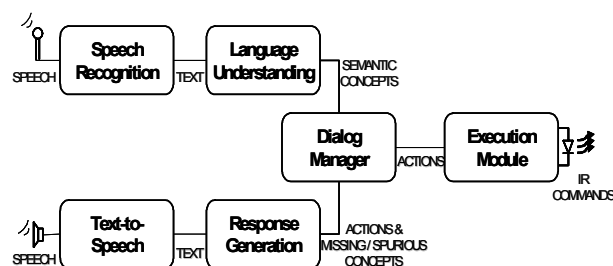 Speech
Recognition
Language
Understanding
SPEECH
TEXT
SEMANTIC
CONCEPTS
Dialog
Manager
ACTIONS
Execution
Module
IR
COMMANDS
Text-to-
Speech
Response
Generation
SPEECH
TEXT
ACTIONS &
MISSING / SPURIOUS
CONCEPTS